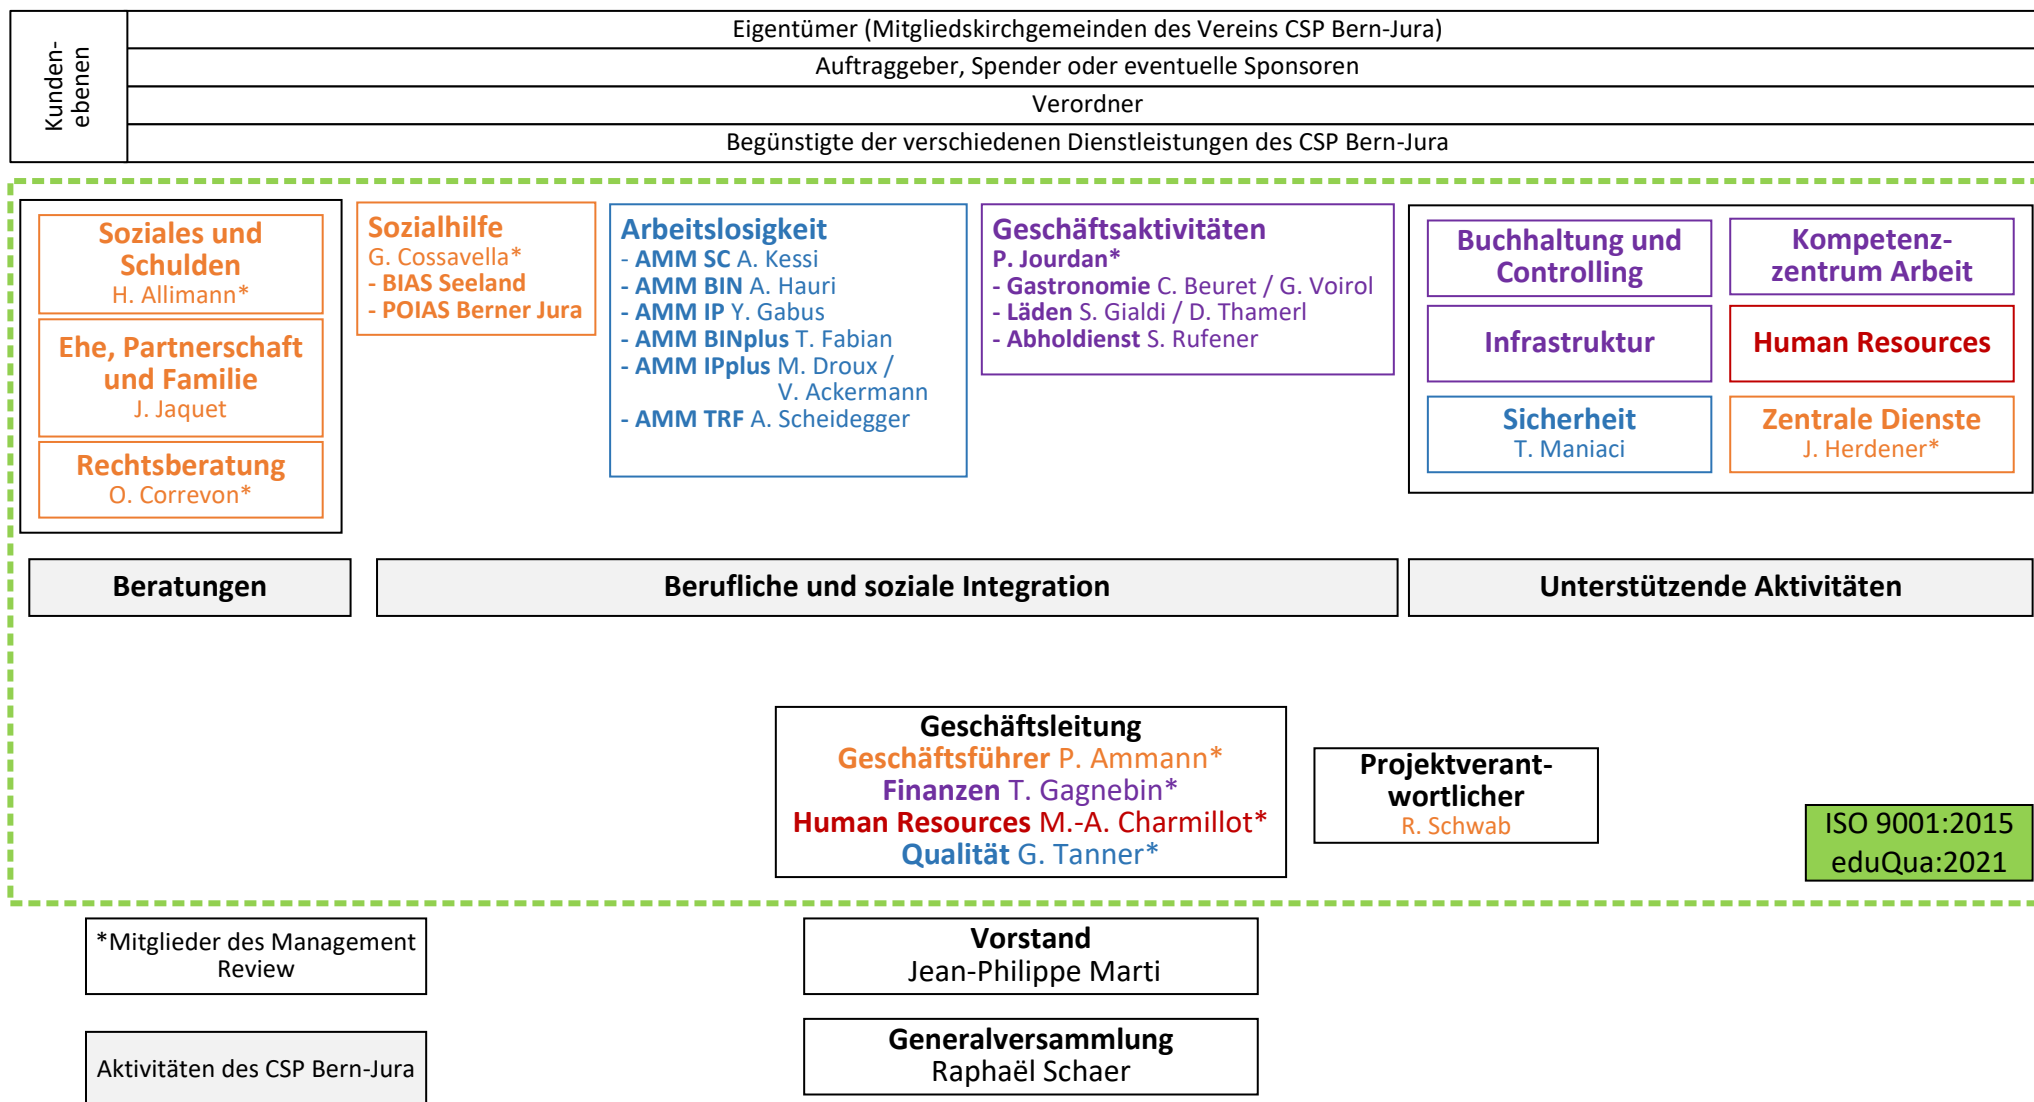 Kunden-
ebenen
Eigentümer (Mitgliedskirchgemeinden des Vereins CSP Bern-Jura)
Auftraggeber, Spender oder eventuelle Sponsoren
Verordner
Begünstigte der verschiedenen Dienstleistungen des CSP Bern-Jura
Soziales und
Schulden
H. Allimann*
Ehe, Partnerschaft
und Familie
J. Jaquet
Rechtsberatung
O. Correvon*
Sozialhilfe
G. Cossavella*
- BIAS Seeland
- POIAS Berner Jura
Arbeitslosigkeit
- AMM SC A. Kessi
- AMM BIN A. Hauri
- AMM IP Y. Gabus
- AMM BINplus T. Fabian
- AMM IPplus M. Droux /
V. Ackermann
- AMM TRF A. Scheidegger
Geschäftsaktivitäten
P. Jourdan*
- Gastronomie C. Beuret / G. Voirol
- Läden S. Gialdi / D. Thamerl
- Abholdienst S. Rufener
Buchhaltung und
Controlling
Kompetenz-
zentrum Arbeit
Infrastruktur
Human Resources
Sicherheit
T. Maniaci
Zentrale Dienste
J. Herdener*
Beratungen
Berufliche und soziale Integration
Unterstützende Aktivitäten
Geschäftsleitung
Geschäftsführer P. Ammann*
Finanzen T. Gagnebin*
Human Resources M.-A. Charmillot*
Qualität G. Tanner*
Projektverant-
wortlicher
R. Schwab
ISO 9001:2015
eduQua:2021
*Mitglieder des Management
Review
Vorstand
Jean-Philippe Marti
Aktivitäten des CSP Bern-Jura
Generalversammlung
Raphaël Schaer